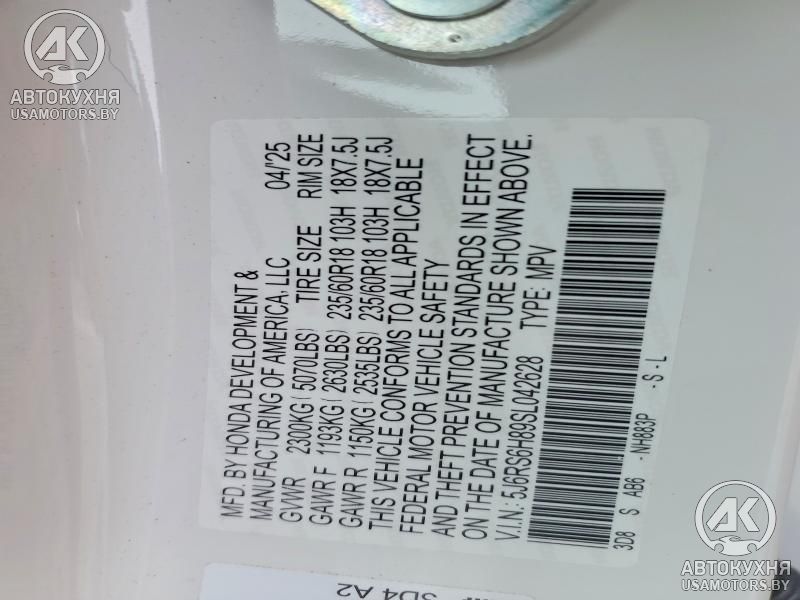 AK
АВТОКУХНЯ
USAMOTORS.BY
MFD. BY HONDA DEVELOPMENT &
MANUFACTURING OF AMERICA, LLC 04/'25
GVWR 2300KG ( 5070LBS ) TIRE SIZE RIM SIZE
GAWR F 1193KG ( 2630LBS ) 235/60R18 103H 18X7.5J
GAWR R 1150KG ( 2535LBS ) 235/60R18 103H 18X7.5J
THIS VEHICLE CONFORMS TO ALL APPLICABLE
FEDERAL MOTOR VEHICLE SAFETY
AND THEFT PREVENTION STANDARDS IN EFFECT
ON THE DATE OF MANUFACTURE SHOWN ABOVE.
V.I.N.: 5J6RS6H89SL042628 TYPE: MPV
3D8 S AB6 -NH883P -S-L
3D4 A2
AK
АВТОКУХНЯ
USAMOTORS.BY